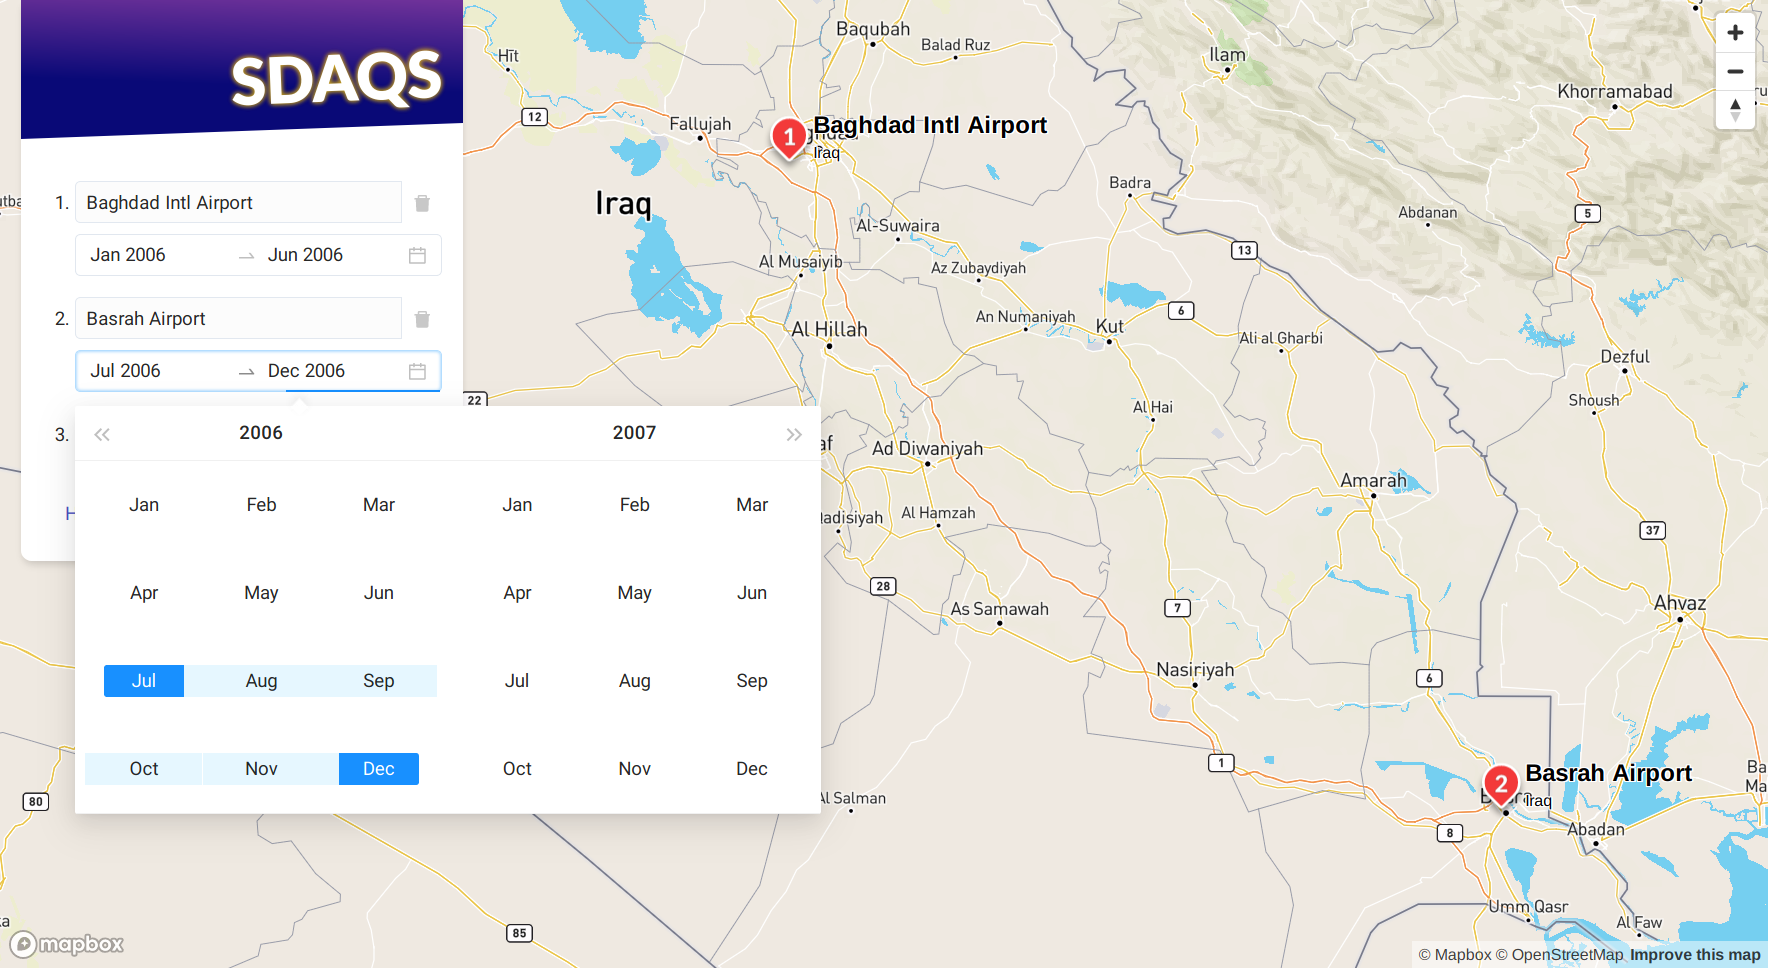 SDAQS
1. Baghdad Intl Airport
Jan 2006 → Jun 2006
2. Basrah Airport
Jul 2006 → Dec 2006
3.
2006
2007
Jan Feb Mar Jan Feb Mar
Apr May Jun Apr May Jun
Jul Aug Sep Jul Aug Sep
Oct Nov Dec Oct Nov Dec
Hīt
Baqubah
Balad Ruz
Ilam
Khorramabad
12
Fallujah
1
Baghdad Intl Airport
Iraq
Iraq
Badra
Abdanan
5
Al-Suwaira
13
Al Musaiyib
Az Zubaydiyah
An Numaniyah
6
Kut
Al Hillah
Ali al Gharbi
Dezful
22
Al Hai
Shoush
Ad Diwaniyah
Amarah
Al Hamzah
37
28
As Samawah
7
Ahvaz
Nasiriyah
6
1
2
Basrah Airport
Iraq
80
Al Salman
8
Abadan
Umm Qasr
Al Faw
85
mapbox
© Mapbox © OpenStreetMap Improve this map